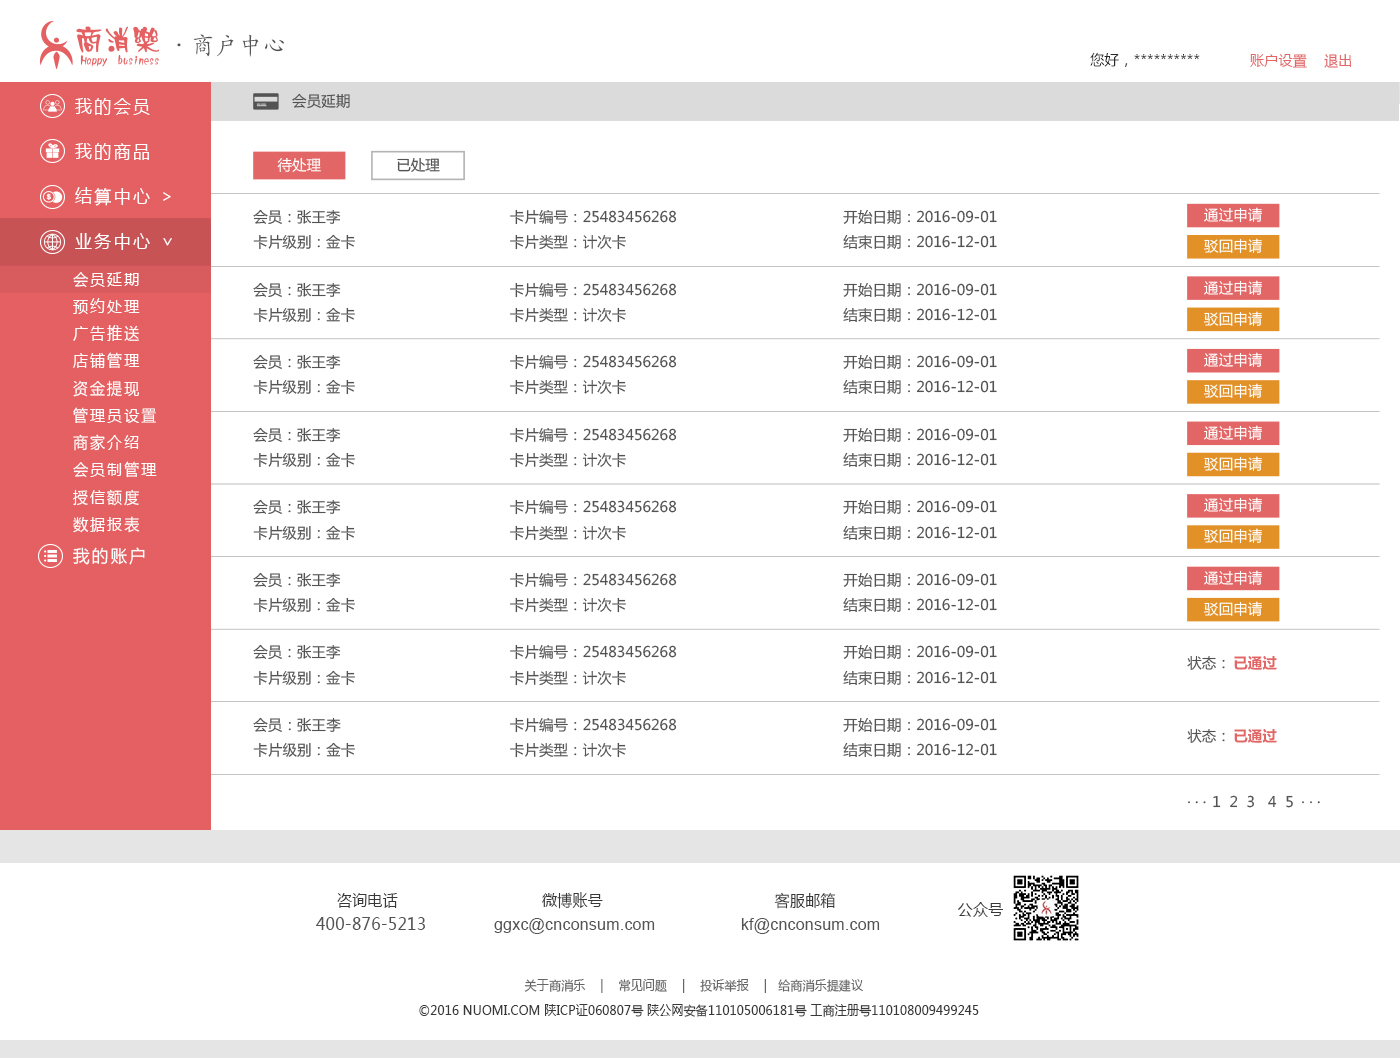 商消樂 · 商户中心
Happy business
您好，********** 账户设置 退出
我的会员
我的商品
结算中心 >
业务中心 v
会员延期
预约处理
广告推送
店铺管理
资金提现
管理员设置
商家介绍
会员制管理
授信额度
数据报表
我的账户
会员延期
待处理 已处理
会员：张王李 卡片编号：25483456268 开始日期：2016-09-01 通过申请
卡片级别：金卡 卡片类型：计次卡 结束日期：2016-12-01 驳回申请
会员：张王李 卡片编号：25483456268 开始日期：2016-09-01 通过申请
卡片级别：金卡 卡片类型：计次卡 结束日期：2016-12-01 驳回申请
会员：张王李 卡片编号：25483456268 开始日期：2016-09-01 通过申请
卡片级别：金卡 卡片类型：计次卡 结束日期：2016-12-01 驳回申请
会员：张王李 卡片编号：25483456268 开始日期：2016-09-01 通过申请
卡片级别：金卡 卡片类型：计次卡 结束日期：2016-12-01 驳回申请
会员：张王李 卡片编号：25483456268 开始日期：2016-09-01 通过申请
卡片级别：金卡 卡片类型：计次卡 结束日期：2016-12-01 驳回申请
会员：张王李 卡片编号：25483456268 开始日期：2016-09-01 通过申请
卡片级别：金卡 卡片类型：计次卡 结束日期：2016-12-01 驳回申请
会员：张王李 卡片编号：25483456268 开始日期：2016-09-01
卡片级别：金卡 卡片类型：计次卡 结束日期：2016-12-01
状态：已通过
会员：张王李 卡片编号：25483456268 开始日期：2016-09-01
卡片级别：金卡 卡片类型：计次卡 结束日期：2016-12-01
状态：已通过
··· 1 2 3 4 5 ···
咨询电话 微博账号 客服邮箱 公众号
400-876-5213 ggxc@cnconsum.com kf@cnconsum.com
关于商消乐 | 常见问题 | 投诉举报 | 给商消乐提建议
©2016 NUOMI.COM 陕ICP证060807号 陕公网安备110105006181号 工商注册号110108009499245